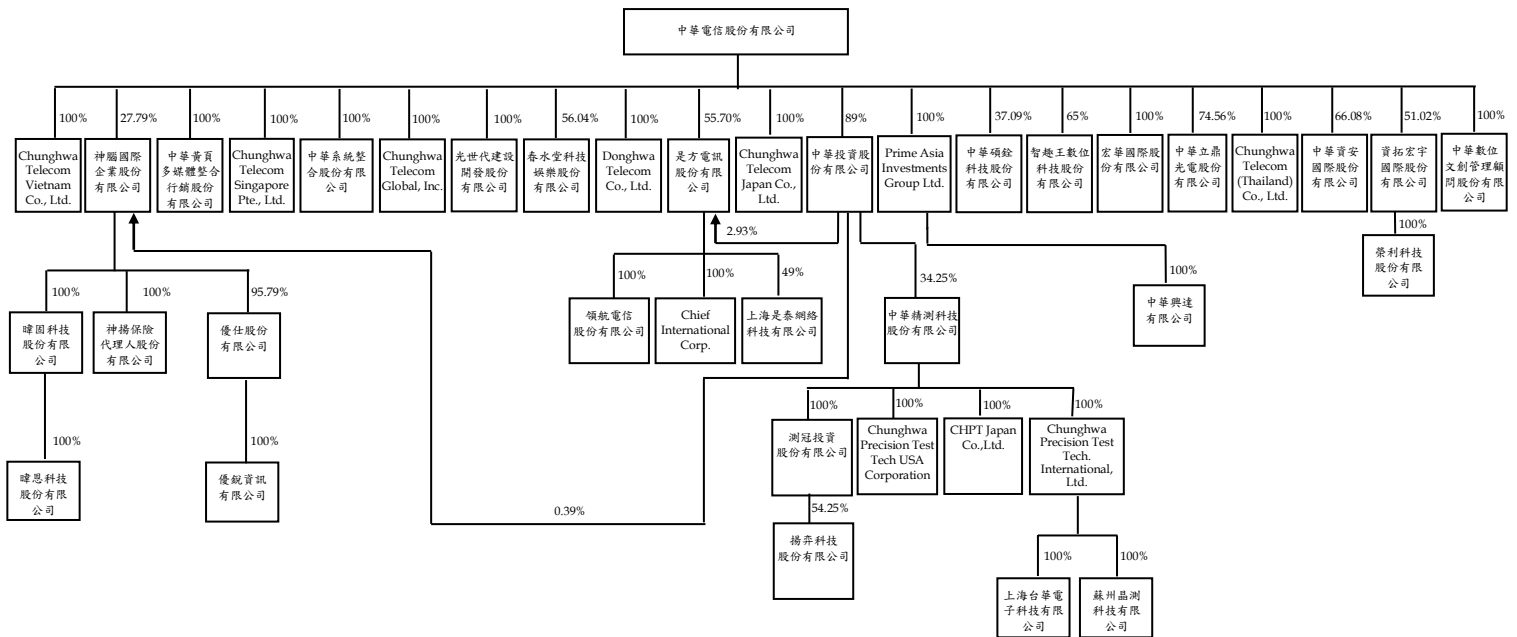 中華電信股份有限公司
100%
27.79%
100%
100%
100%
100%
100%
56.04%
100%
55.70%
100%
89%
100%
37.09%
65%
100%
74.56%
100%
66.08%
51.02%
100%
Chunghwa
Telecom
Vietnam
Co., Ltd.
神腦國際
企業股份
有限公司
中華黃頁
多媒體整合
行銷股份
有限公司
Chunghwa
Telecom
Singapore
Pte., Ltd.
中華系統整
合股份有限
公司
Chunghwa
Telecom
Global, Inc.
光世代建設
開發股份有
限公司
春水堂科技
娛樂股份有
限公司
Donghwa
Telecom
Co., Ltd.
是方電訊
股份有限
公司
Chunghwa
Telecom
Japan Co.,
Ltd.
中華投資股
份有限公司
Prime Asia
Investments
Group Ltd.
中華碩銓
科技股份有
限公司
智趣王數位
科技股份有
限公司
宏華國際股
份有限公司
中華立鼎
光電股份有
限公司
Chunghwa
Telecom
(Thailand)
Co., Ltd.
中華資安
國際股份
有限公司
資拓宏宇
國際股份有
限公司
中華數位
文創管理顧
問股份有限
公司
2.93%
100%
榮利科技
股份有限
公司
100%
100%
95.79%
100%
100%
49%
34.25%
100%
暐固科技
股份有限
公司
神揚保險
代理人股份
有限公司
優仕股份
有限公司
領航電信
股份有限公司
Chief
International
Corp.
上海是泰網絡
科技有限公司
中華精測科技
股份有限公司
中華興達
有限公司
100%
100%
100%
100%
100%
100%
暐恩科技
股份有限
公司
優銳資訊
有限公司
測冠投資
股份有限公司
Chunghwa
Precision Test
Tech USA
Corporation
CHPT Japan
Co.,Ltd.
Chunghwa
Precision Test
Tech.
International,
Ltd.
0.39%
54.25%
揚弈科技
股份有限公司
100%
100%
上海台華電
子科技有限
公司
蘇州晶測
科技有限
公司